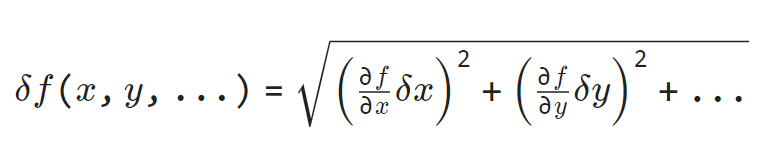 δf(x, y, ...) = √((∂f/∂x δx)² + (∂f/∂y δy)² + ...